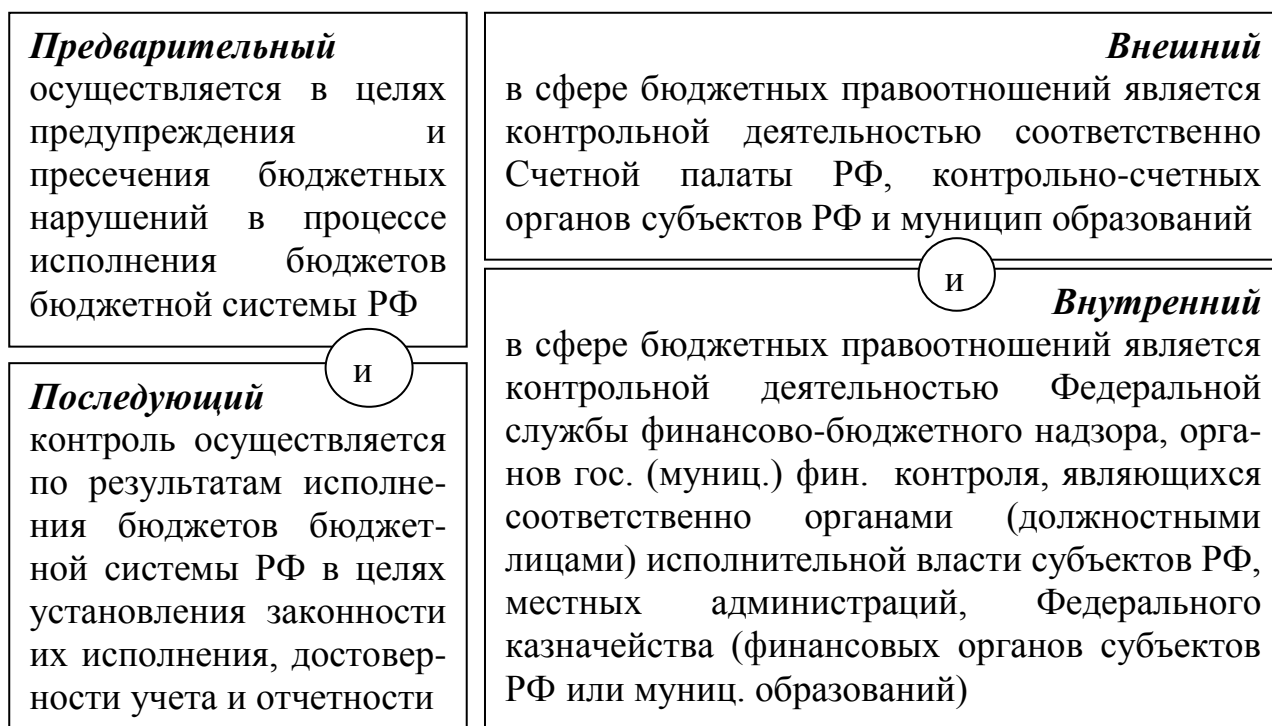 Предварительный
осуществляется в целях
предупреждения и
пресечения бюджетных
нарушений в процессе
исполнения бюджетов
бюджетной системы РФ
и
Последующий
контроль осуществляется
по результатам исполне-
ния бюджетов бюджет-
ной системы РФ в целях
установления законности
их исполнения, достовер-
ности учета и отчетности
Внешний
в сфере бюджетных правоотношений является
контрольной деятельностью соответственно
Счетной палаты РФ, контрольно-счетных
органов субъектов РФ и муницип образований
и
Внутренний
в сфере бюджетных правоотношений является
контрольной деятельностью Федеральной
службы финансово-бюджетного надзора, орга-
нов гос. (муниц.) фин. контроля, являющихся
соответственно органами (должностными
лицами) исполнительной власти субъектов РФ,
местных администраций, Федерального
казначейства (финансовых органов субъектов
РФ или муниц. образований)